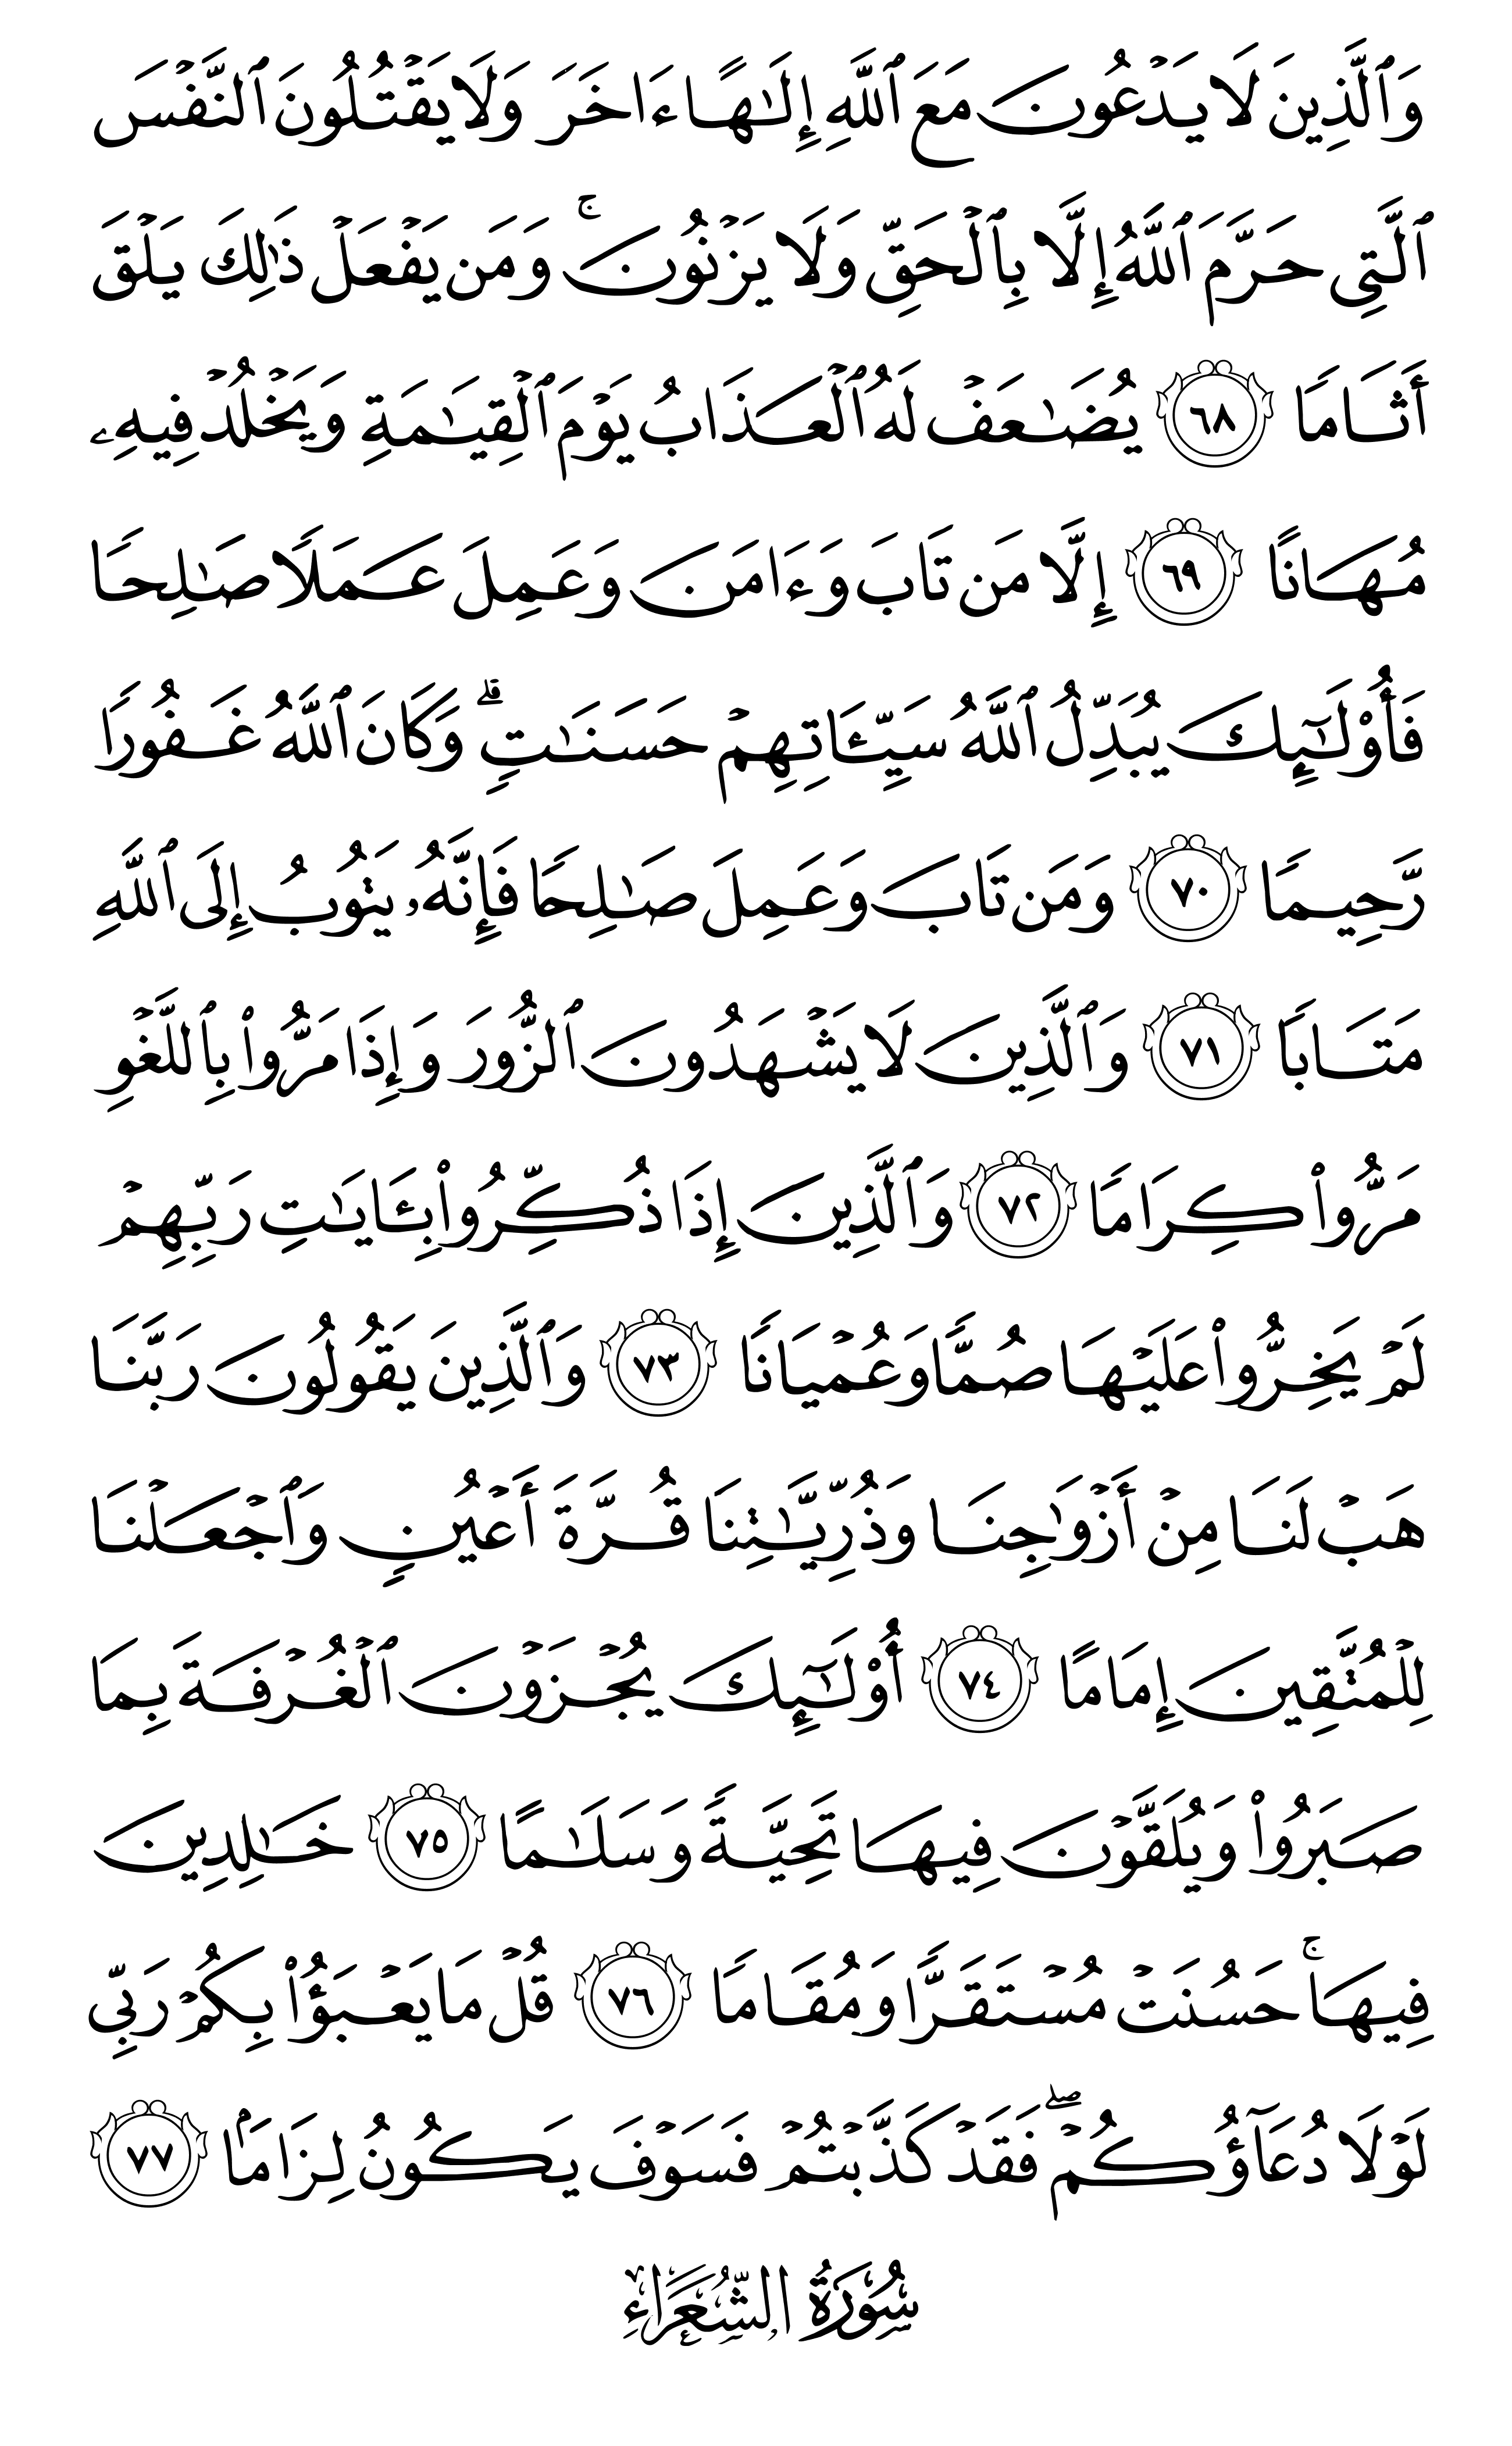 وَٱلَّذِينَ لَا يَدۡعُونَ مَعَ ٱللَّهِ إِلَٰهًا ءَاخَرَ وَلَا يَقۡتُلُونَ ٱلنَّفۡسَ
ٱلَّتِي حَرَّمَ ٱللَّهُ إِلَّا بِٱلۡحَقِّ وَلَا يَزۡنُونَۚ وَمَن يَفۡعَلۡ ذَٰلِكَ يَلۡقَ
أَثَامٗا ٦٨ يُضَٰعَفۡ لَهُ ٱلۡعَذَابُ يَوۡمَ ٱلۡقِيَٰمَةِ وَيَخۡلُدۡ فِيهِۦ
مُهَانًا ٦٩ إِلَّا مَن تَابَ وَءَامَنَ وَعَمِلَ عَمَلٗا صَٰلِحٗا
فَأُوْلَٰٓئِكَ يُبَدِّلُ ٱللَّهُ سَيِّـَٔاتِهِمۡ حَسَنَٰتٖۗ وَكَانَ ٱللَّهُ غَفُورٗا
رَّحِيمٗا ٧٠ وَمَن تَابَ وَعَمِلَ صَٰلِحٗا فَإِنَّهُۥ يَتُوبُ إِلَى ٱللَّهِ
مَتَابٗا ٧١ وَٱلَّذِينَ لَا يَشۡهَدُونَ ٱلزُّورَ وَإِذَا مَرُّواْ بِٱللَّغۡوِ
مَرُّواْ كِرَامٗا ٧٢ وَٱلَّذِينَ إِذَا ذُكِّرُواْ بِـَٔايَٰتِ رَبِّهِمۡ
لَمۡ يَخِرُّواْ عَلَيۡهَا صُمّٗا وَعُمۡيَانٗا ٧٣ وَٱلَّذِينَ يَقُولُونَ رَبَّنَا
هَبۡ لَنَا مِنۡ أَزۡوَٰجِنَا وَذُرِّيَّٰتِنَا قُرَّةَ أَعۡيُنٖ وَٱجۡعَلۡنَا
لِلۡمُتَّقِينَ إِمَامًا ٧٤ أُوْلَٰٓئِكَ يُجۡزَوۡنَ ٱلۡغُرۡفَةَ بِمَا
صَبَرُواْ وَيُلَقَّوۡنَ فِيهَا تَحِيَّةٗ وَسَلَٰمًا ٧٥ خَٰلِدِينَ
فِيهَاۚ حَسُنَتۡ مُسۡتَقَرّٗا وَمُقَامٗا ٧٦ قُلۡ مَا يَعۡبَؤُاْ بِكُمۡ رَبِّي
لَوۡلَا دُعَآؤُكُمۡۖ فَقَدۡ كَذَّبۡتُمۡ فَسَوۡفَ يَكُونُ لِزَامَۢا ٧٧
سُورَةُ الشُّعَرَاءِ